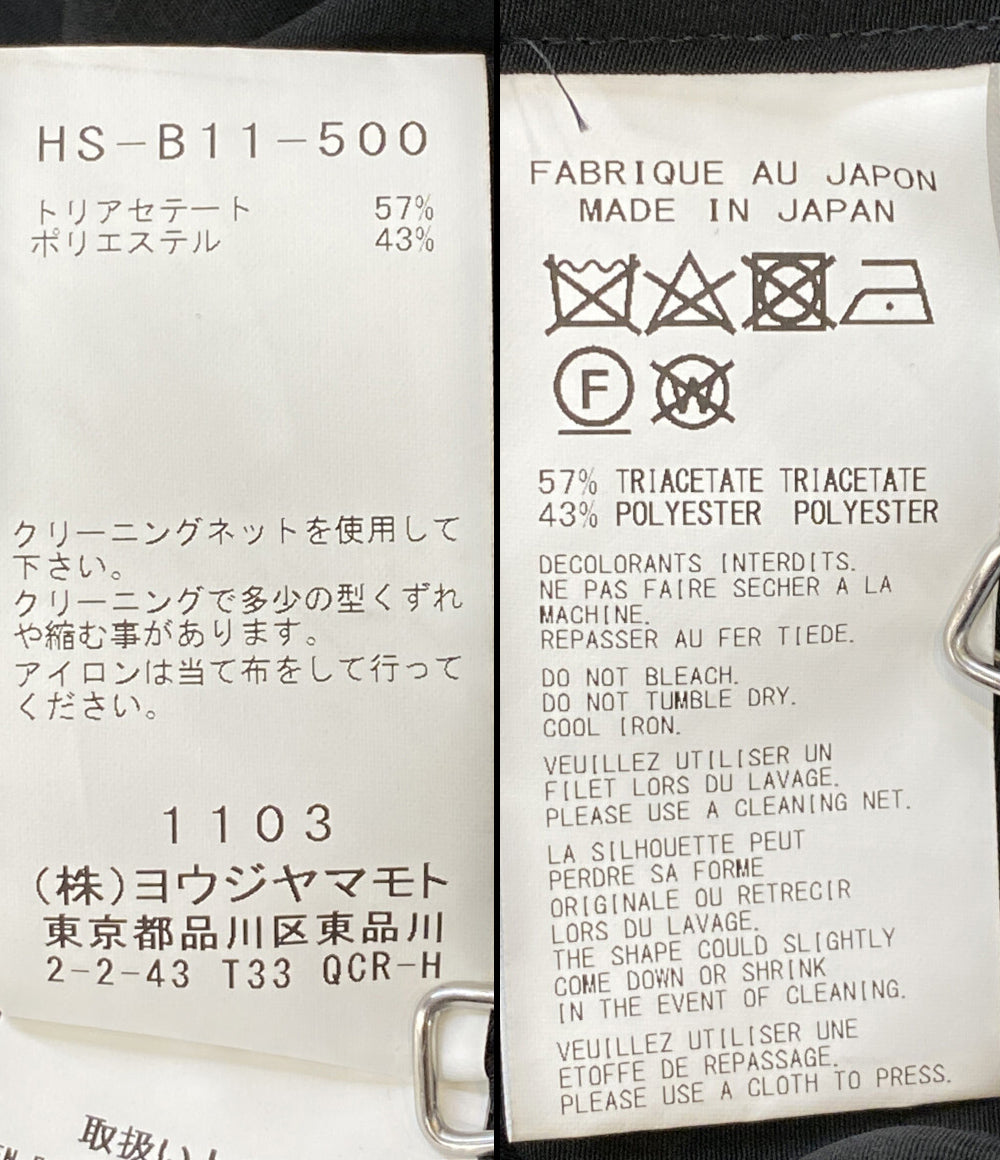 HS-B11-500
トリアセテート 57%
ポリエステル 43%
クリーニングネットを使用して
下さい。
クリーニングで多少の型くずれ
や縮む事があります。
アイロンは当て布をして行って
ください。
1103
(株)ヨウジヤマモト
東京都品川区東品川
2-2-43 T33 QCR-H
取扱い
FABRIQUE AU JAPON
MADE IN JAPAN
F
W
57% TRIACETATE TRIACETATE
43% POLYESTER POLYESTER
DECOLORANTS INTERDITS.
NE PAS FAIRE SECHER A LA
MACHINE.
REPASSER AU FER TIEDE.
DO NOT BLEACH.
DO NOT TUMBLE DRY.
COOL IRON.
VEUILLEZ UTILISER UN
FILET LORS DU LAVAGE.
PLEASE USE A CLEANING NET.
LA SILHOUETTE PEUT
PERDRE SA FORME
ORIGINALE OU RETRECIR
LORS DU LAVAGE.
THE SHAPE COULD SLIGHTLY
COME DOWN OR SHRINK
IN THE EVENT OF CLEANING.
VEUILLEZ UTILISER UNE
ETOFFE DE REPASSAGE.
PLEASE USE A CLOTH TO PRESS.